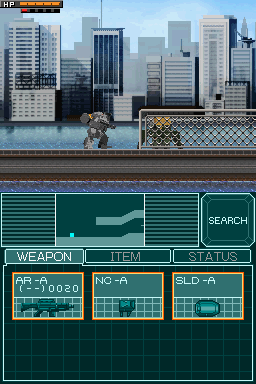 HP
SEARCH
WEAPON
ITEM
STATUS
AR-A
(--)0020
NC-A
SLD-A